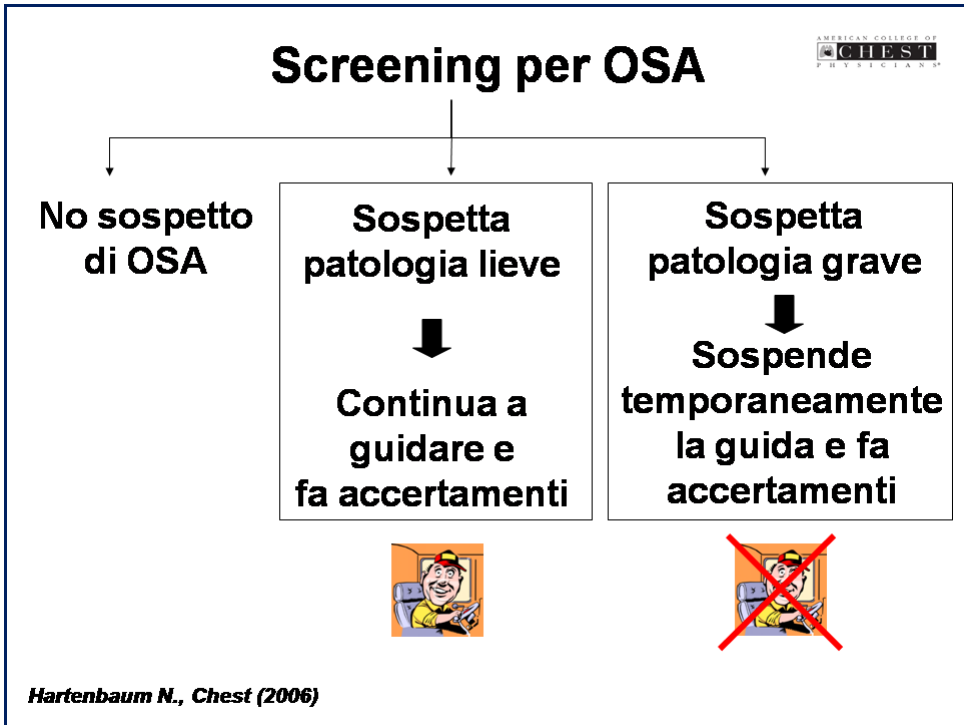 Screening per OSA
AMERICAN COLLEGE OF
CHEST
PHYSICIANS®
No sospetto
di OSA
Sospetta
patologia lieve
Continua a
guidare e
fa accertamenti
Sospetta
patologia grave
Sospende
temporaneamente
la guida e fa
accertamenti
Hartenbaum N., Chest (2006)